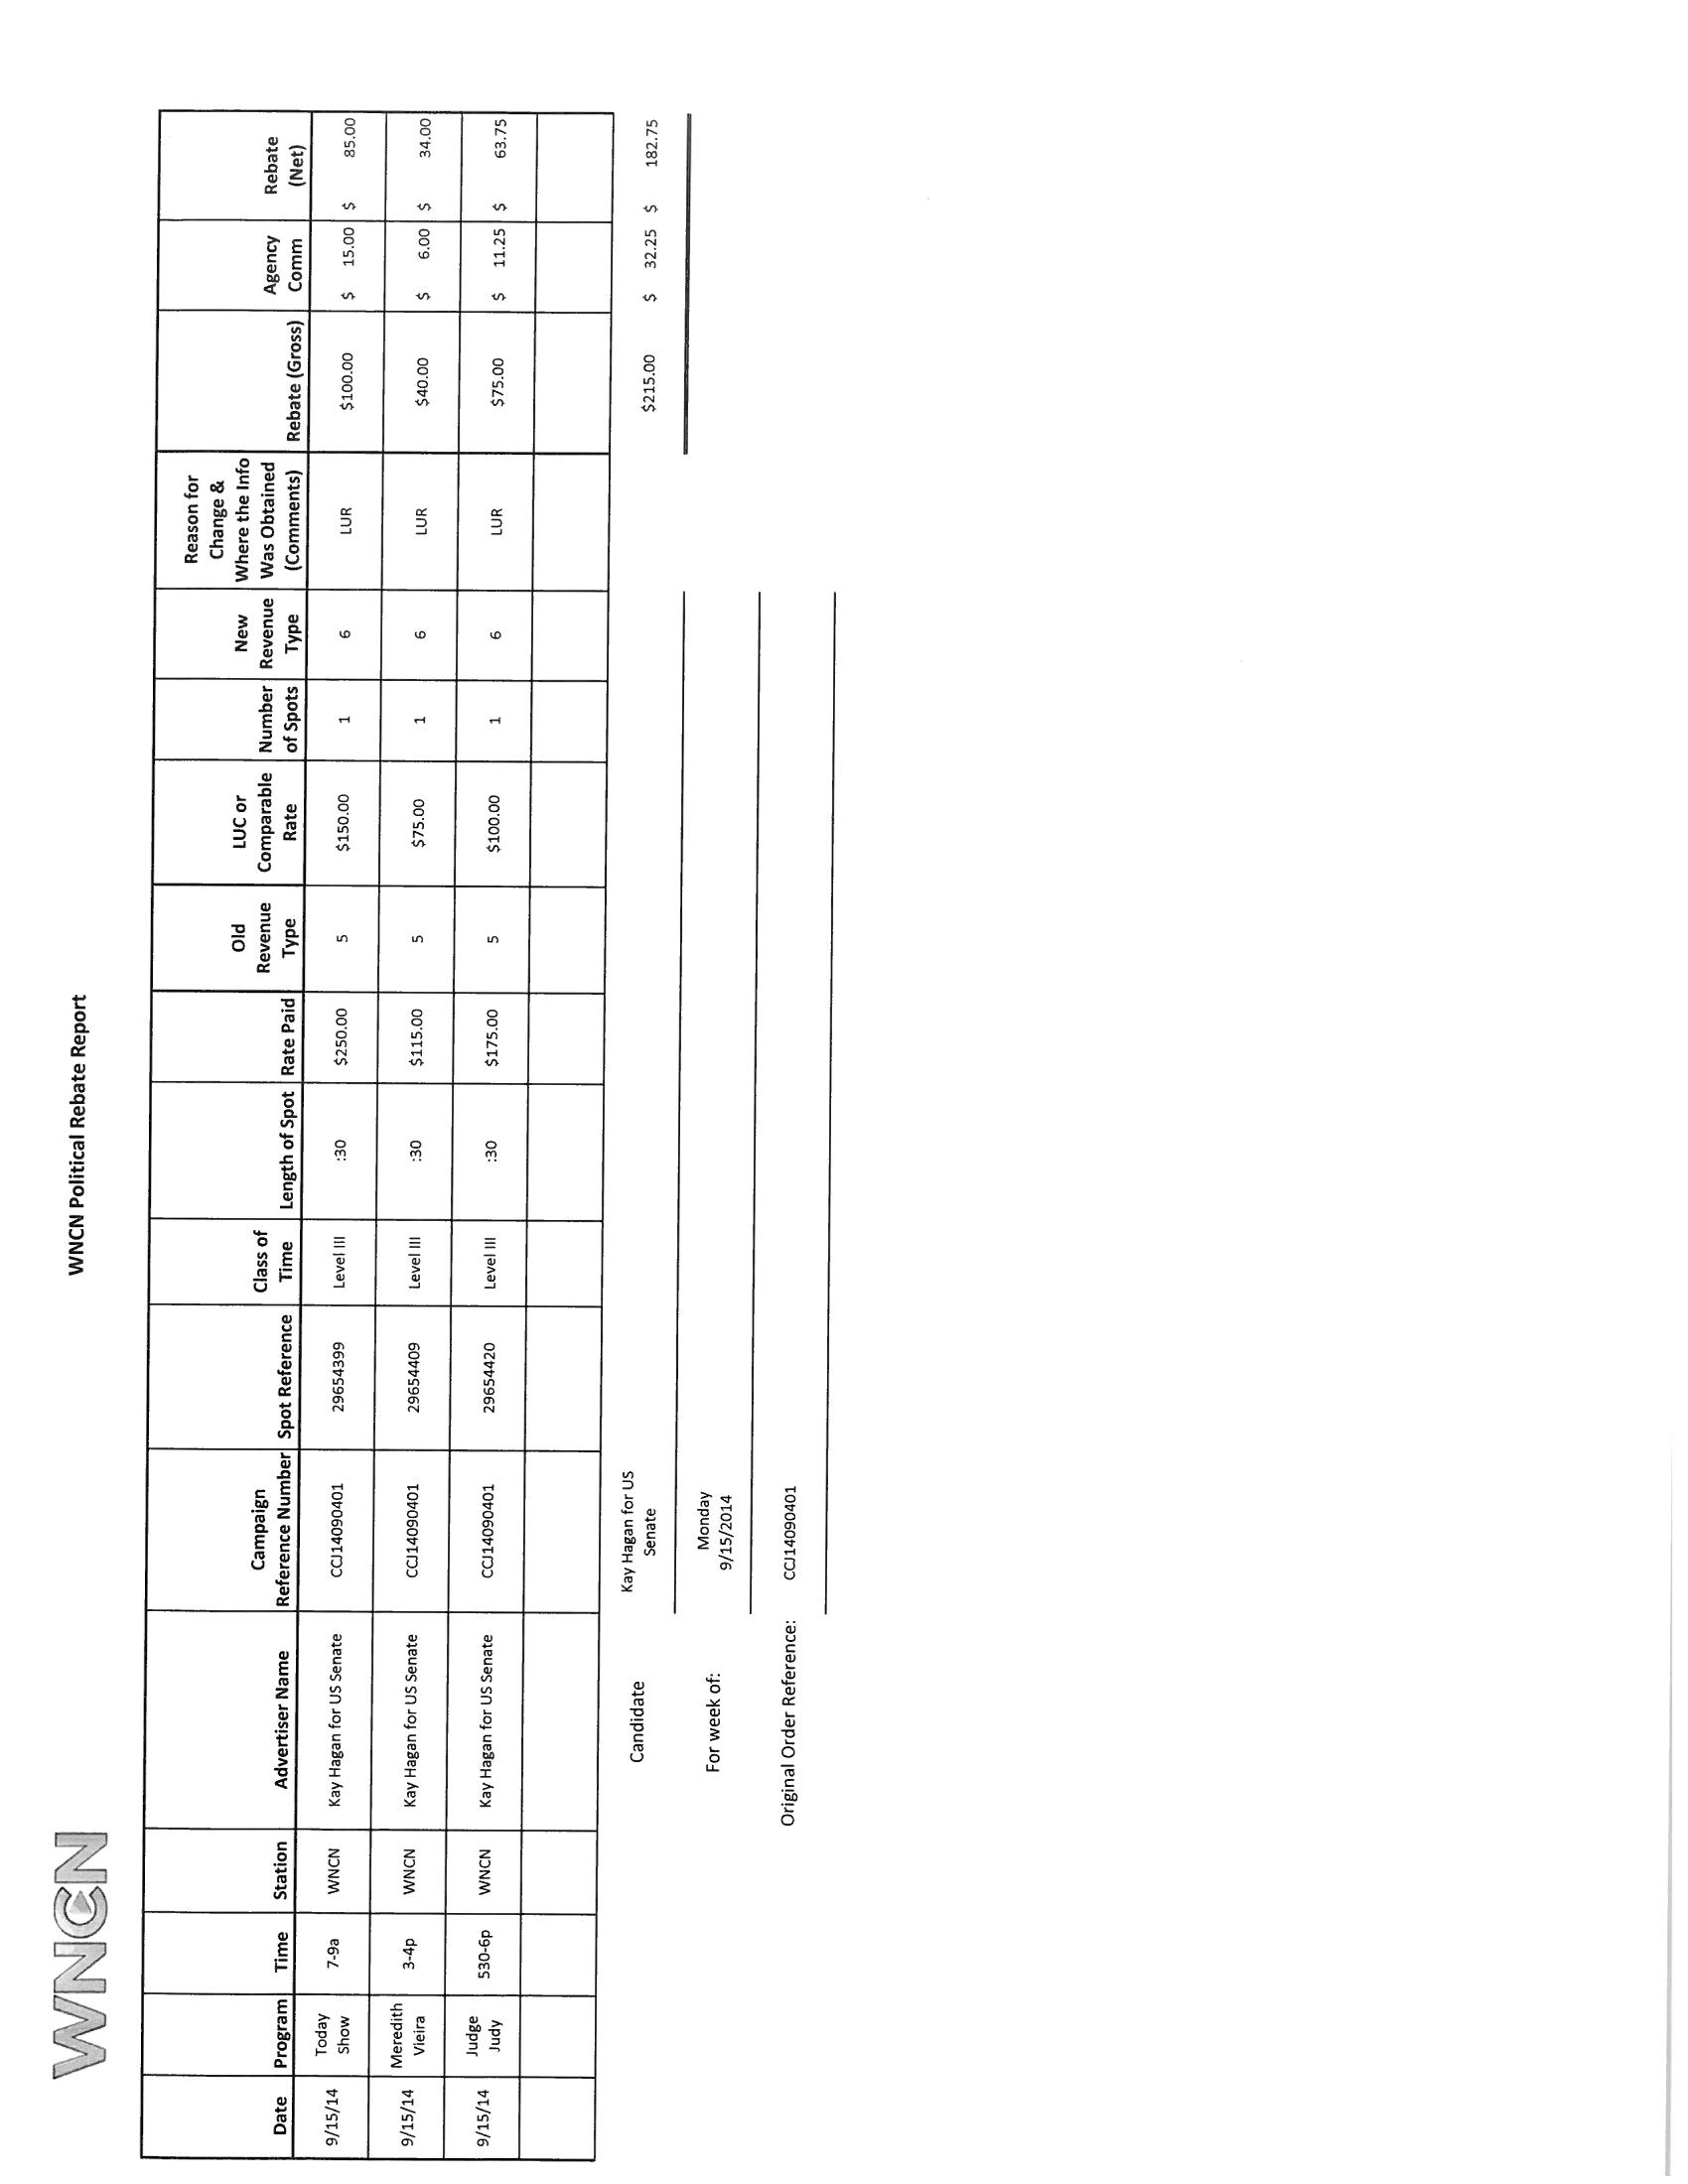 WNCN
WNCN Political Rebate Report
Date Program Time Station Advertiser Name Campaign Reference Number Spot Reference Class of Time Length of Spot Rate Paid Old Revenue Type LUC or Comparable Rate Number of Spots New Revenue Type Reason for Change & Where the Info Was Obtained (Comments) Rebate (Gross) Agency Comm Rebate (Net)
9/15/14 Today Show 7-9a WNCN Kay Hagan for US Senate CCJ14090401 29654399 Level III :30 $250.00 5 $150.00 1 6 LUR $100.00 $ 15.00 $ 85.00
9/15/14 Meredith Vieira 3-4p WNCN Kay Hagan for US Senate CCJ14090401 29654409 Level III :30 $115.00 5 $75.00 1 6 LUR $40.00 $ 6.00 $ 34.00
9/15/14 Judge Judy 530-6p WNCN Kay Hagan for US Senate CCJ14090401 29654420 Level III :30 $175.00 5 $100.00 1 6 LUR $75.00 $ 11.25 $ 63.75
Candidate Kay Hagan for US Senate $215.00 $ 32.25 $ 182.75
For week of: Monday 9/15/2014
Original Order Reference: CCJ14090401